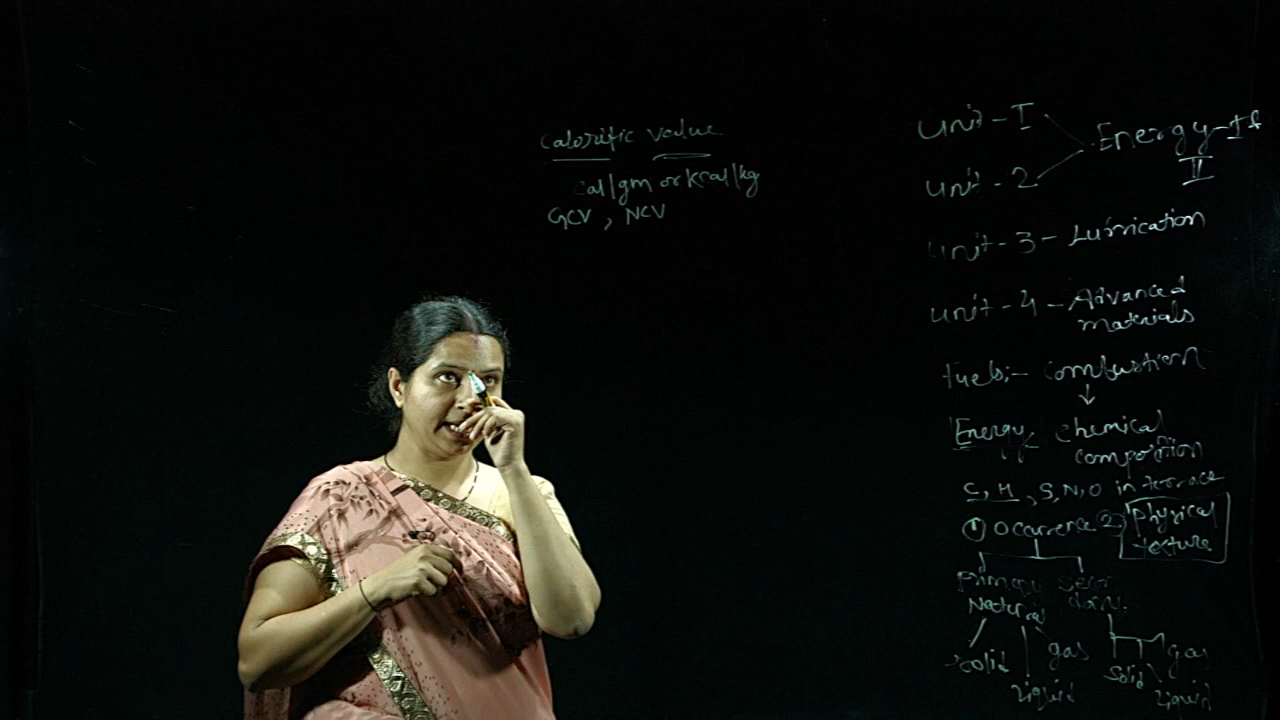 Calorific value
Cal/gm or Kcal/kg
GCV, NCV
Unit-I
Energy-I &
II
Unit-2
Unit-3- Lubrication
Unit-4-Advanced
materials
fuels:- Combustion
↓
Energy chemical
composition
C, H, S, N, O in terrace
① Ocurrence 2) Physical
texture
Primary
Natural
Solid
Liquid
gas
Solid
Liquid
gas